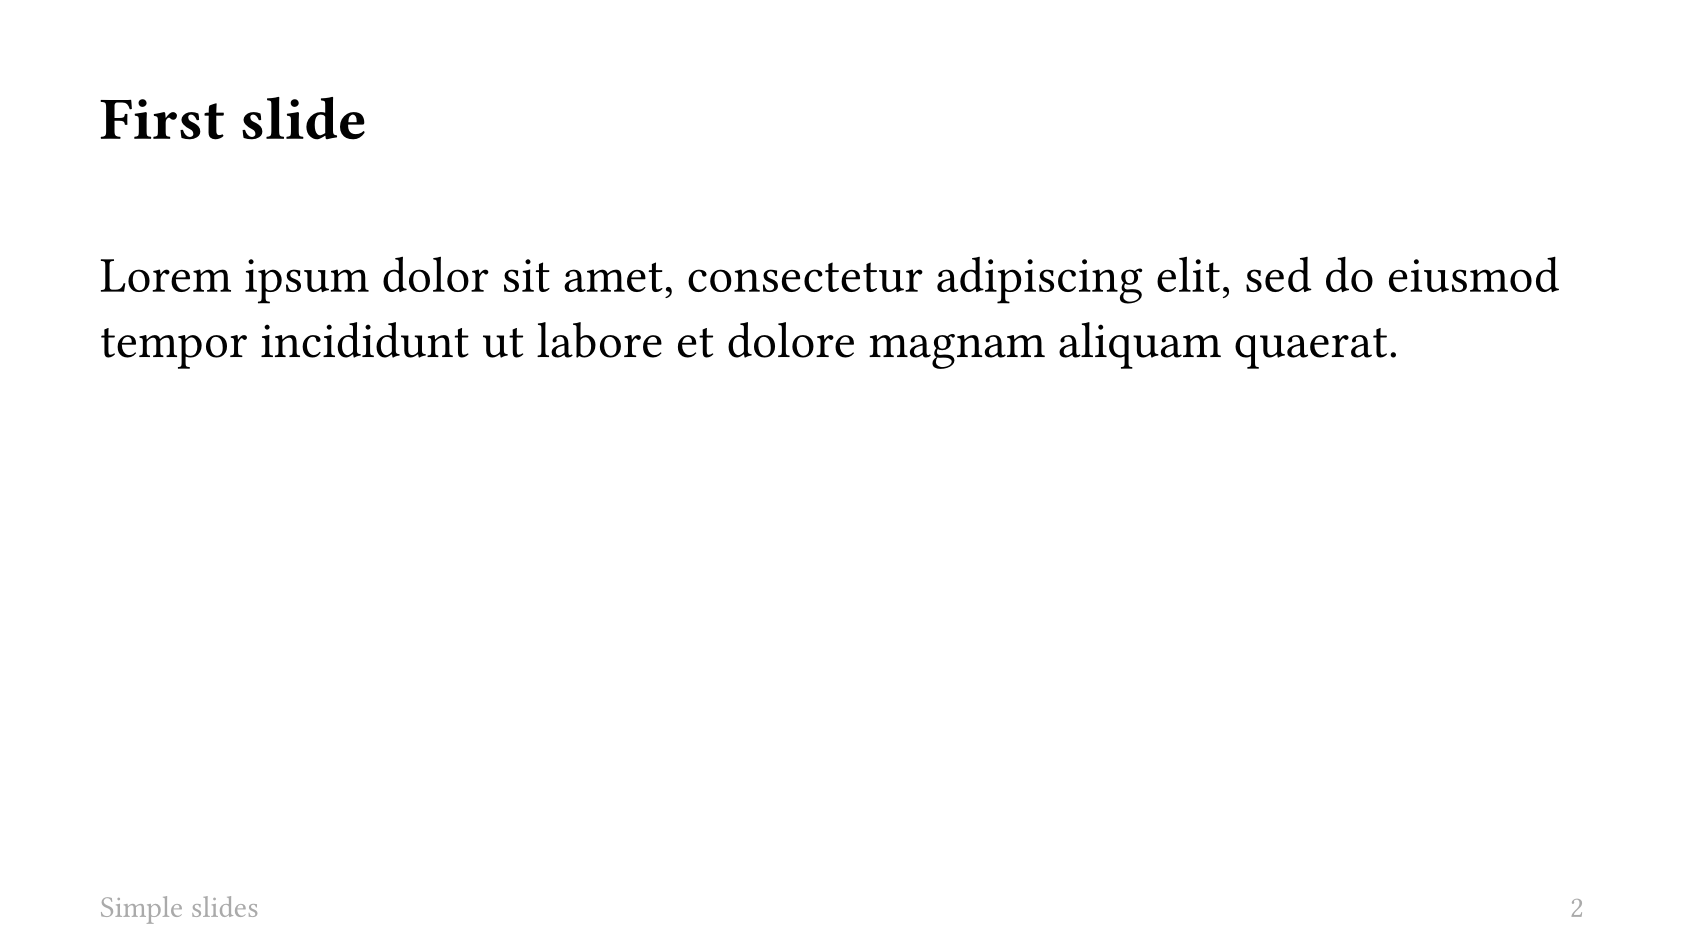 First slide
Lorem ipsum dolor sit amet, consectetur adipiscing elit, sed do eiusmod
tempor incididunt ut labore et dolore magnam aliquam quaerat.
Simple slides
2